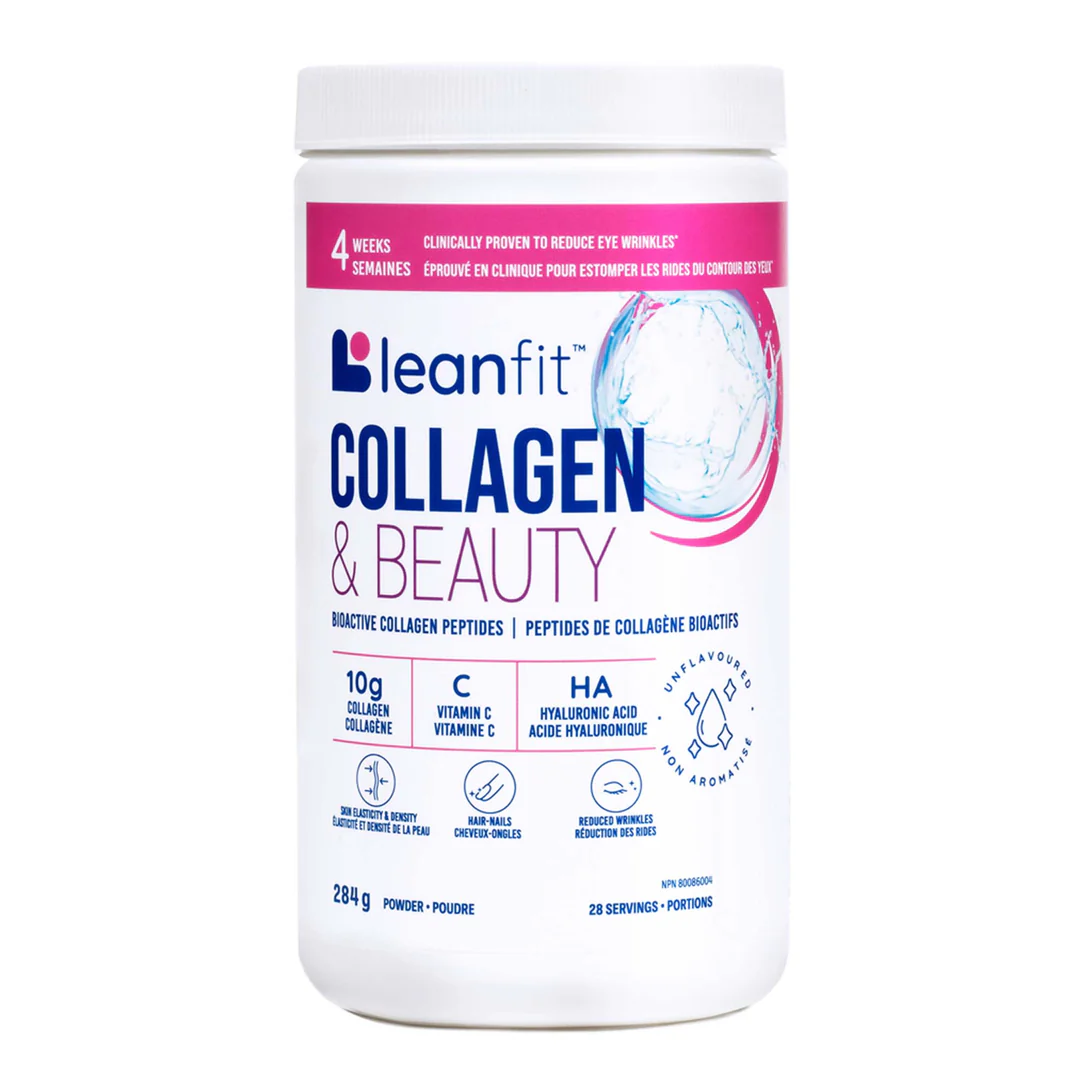 4 WEEKS
SEMAINES
CLINICALLY PROVEN TO REDUCE EYE WRINKLES*
ÉPROUVÉ EN CLINIQUE POUR ESTOMPER LES RIDES DU CONTOUR DES YEUX*
leanfit™
COLLAGEN
& BEAUTY
BIOACTIVE COLLAGEN PEPTIDES | PEPTIDES DE COLLAGÈNE BIOACTIFS
10g
COLLAGEN
COLLAGÈNE
C
VITAMIN C
VITAMINE C
HA
HYALURONIC ACID
ACIDE HYALURONIQUE
UNFLAVOURED
NON AROMATISÉ
SKIN ELASTICITY & DENSITY
ÉLASTICITÉ ET DENSITÉ DE LA PEAU
HAIR-NAILS
CHEVEUX-ONGLES
REDUCED WRINKLES
RÉDUCTION DES RIDES
284 g POWDER • POUDRE
NPN 80086004
28 SERVINGS • PORTIONS